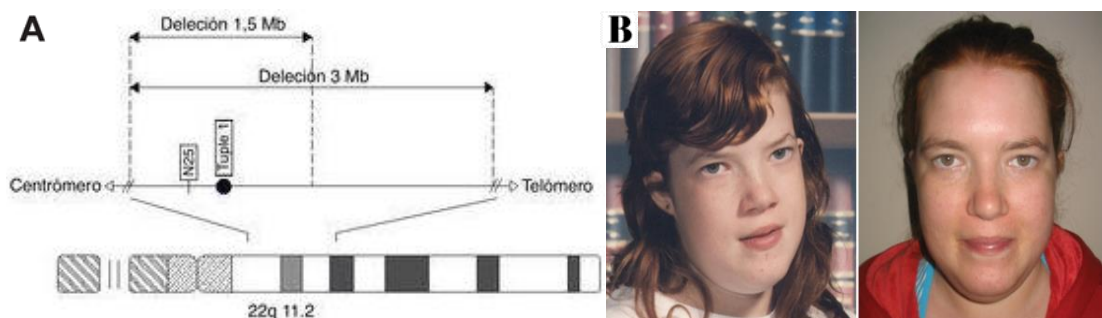 A
Deleción 1,5 Mb
Deleción 3 Mb
N25
Tuple 1
Centrómero
Telómero
22q 11.2
B